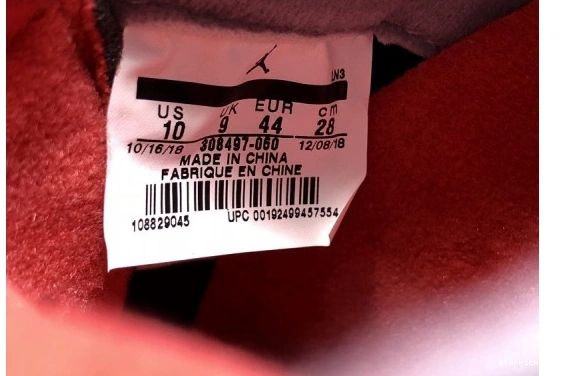 LN3
US UK EUR cm
10 9 44 28
10/16/18 308497-060 12/08/18
MADE IN CHINA
FABRIQUE EN CHINE
108829045 UPC 00192499457554